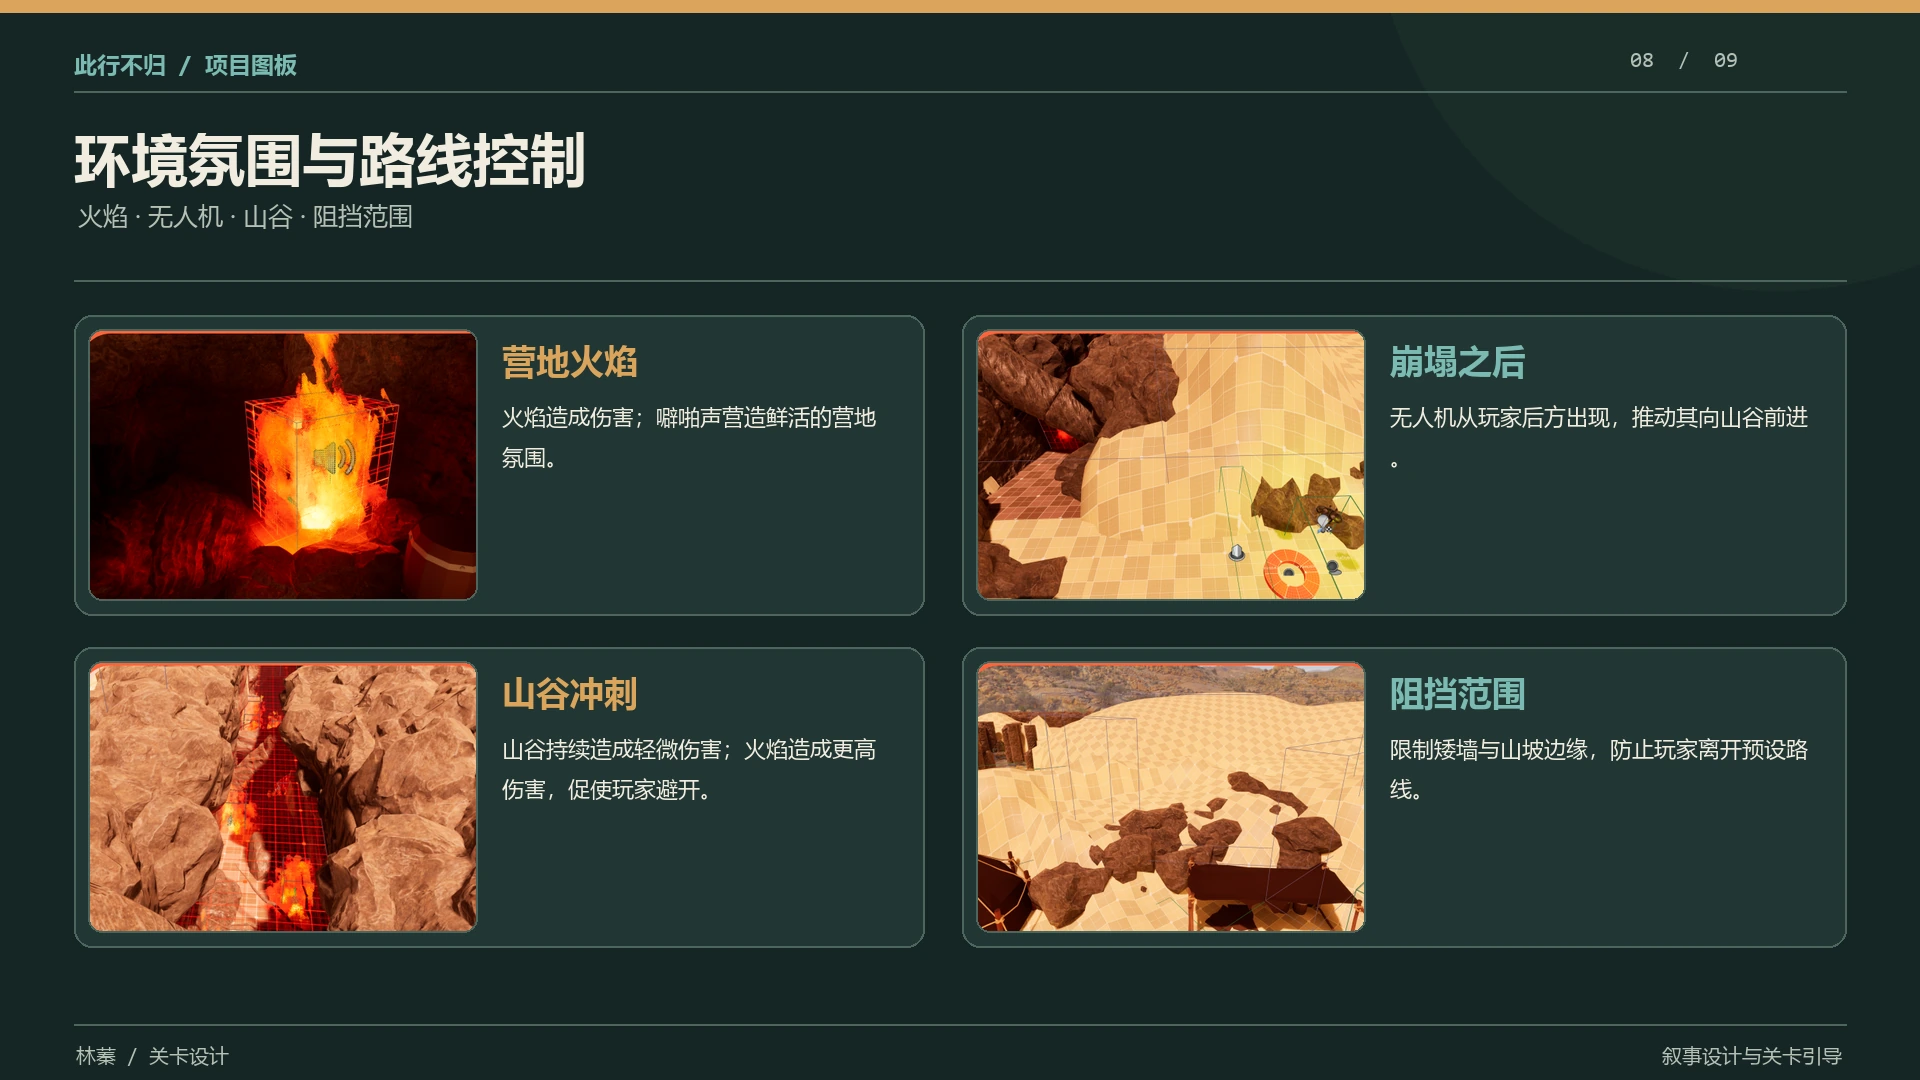 此行不归 / 项目图板
08 / 09
环境氛围与路线控制
火焰 · 无人机 · 山谷 · 阻挡范围
营地火焰
火焰造成伤害；噼啪声营造鲜活的营地
氛围。
崩塌之后
无人机从玩家后方出现，推动其向山谷前进
。
山谷冲刺
山谷持续造成轻微伤害；火焰造成更高
伤害，促使玩家避开。
阻挡范围
限制矮墙与山坡边缘，防止玩家离开预设路
线。
林蓁 / 关卡设计
叙事设计与关卡引导